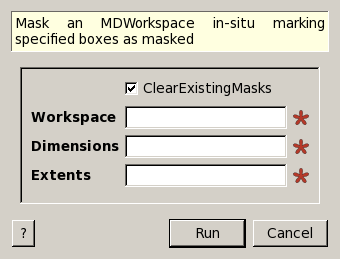 Mask an MDWorkspace in-situ marking
specified boxes as masked
ClearExistingMasks
Workspace
Dimensions
Extents
? Run Cancel